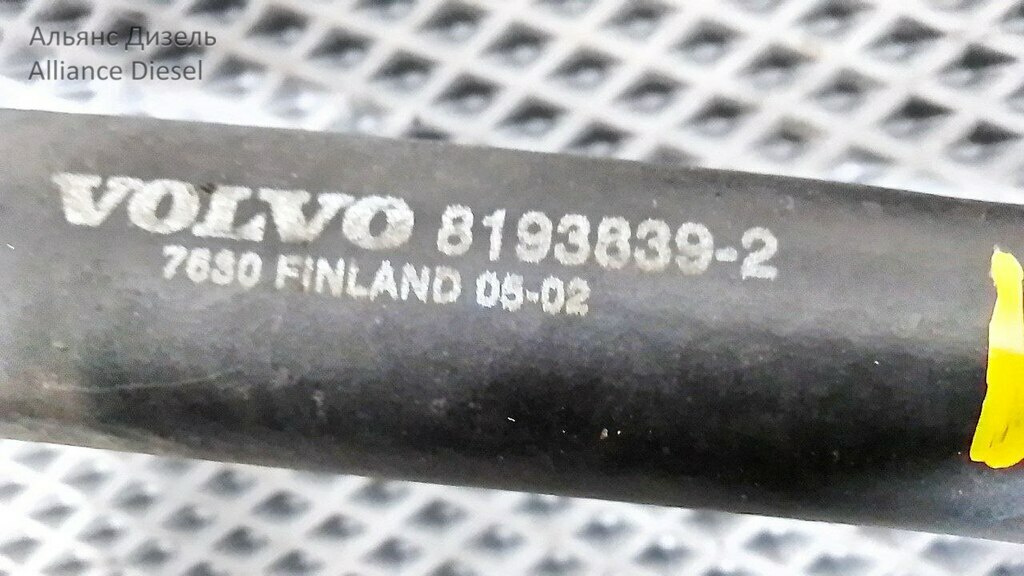 Альянс Дизель
Alliance Diesel
VOLVO 8193839-2
7630 FINLAND 05-02